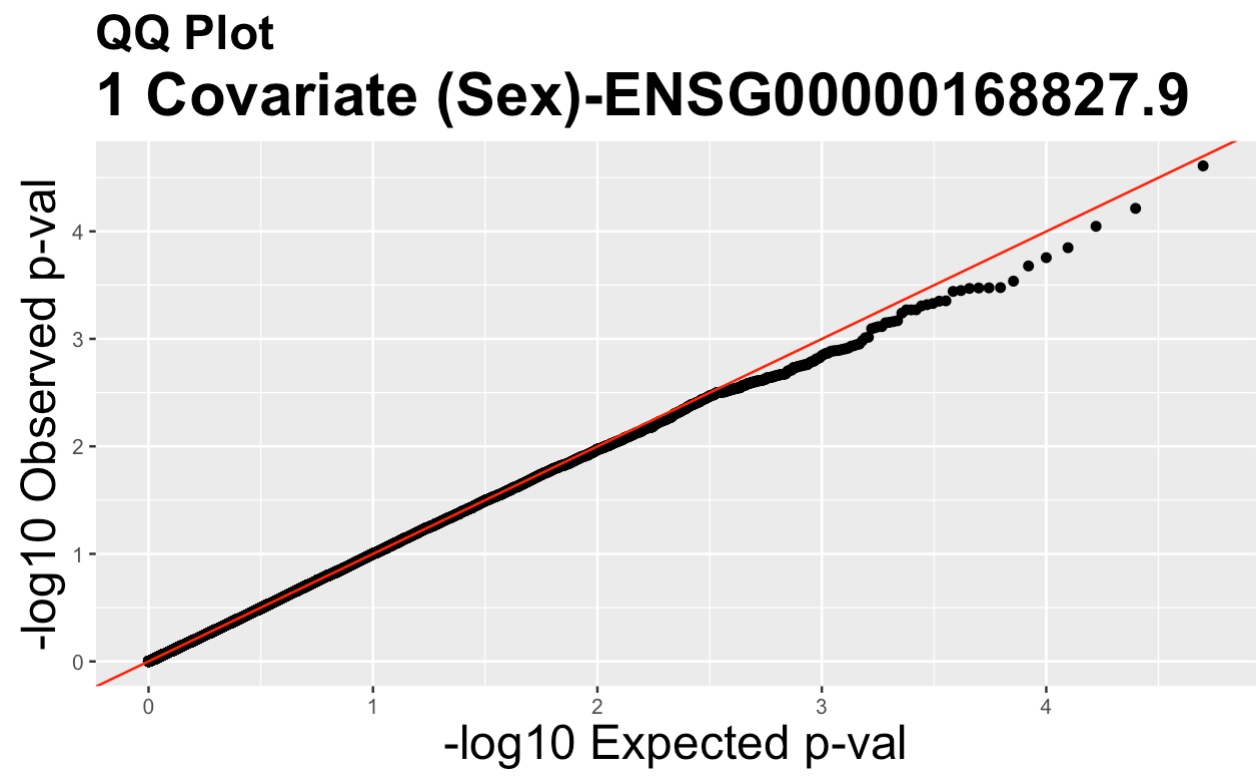 QQ Plot
1 Covariate (Sex)-ENSG00000168827.9
-log10 Observed p-val
4
3
2
1
0
0 1 2 3 4
-log10 Expected p-val